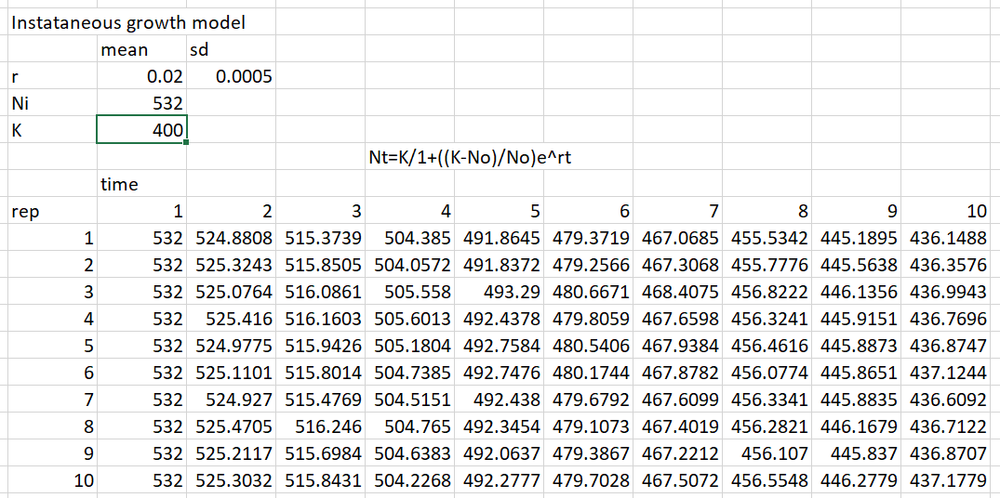 Instataneous growth model
mean sd
r 0.02 0.0005
Ni 532
K 400
Nt=K/1+((K-No)/No)e^rt
time
rep 1 2 3 4 5 6 7 8 9 10
1 532 524.8808 515.3739 504.385 491.8645 479.3719 467.0685 455.5342 445.1895 436.1488
2 532 525.3243 515.8505 504.0572 491.8372 479.2566 467.3068 455.7776 445.5638 436.3576
3 532 525.0764 516.0861 505.558 493.29 480.6671 468.4075 456.8222 446.1356 436.9943
4 532 525.416 516.1603 505.6013 492.4378 479.8059 467.6598 456.3241 445.9151 436.7696
5 532 524.9775 515.9426 505.1804 492.7584 480.5406 467.9384 456.4616 445.8873 436.8747
6 532 525.1101 515.8014 504.7385 492.7476 480.1744 467.8782 456.0774 445.8651 437.1244
7 532 524.927 515.4769 504.5151 492.438 479.6792 467.6099 456.3341 445.8835 436.6092
8 532 525.4705 516.246 504.765 492.3454 479.1073 467.4019 456.2821 446.1679 436.7122
9 532 525.2117 515.6984 504.6383 492.0637 479.3867 467.2212 456.107 445.837 436.8707
10 532 525.3032 515.8431 504.2268 492.2777 479.7028 467.5072 456.5548 446.2779 437.1779